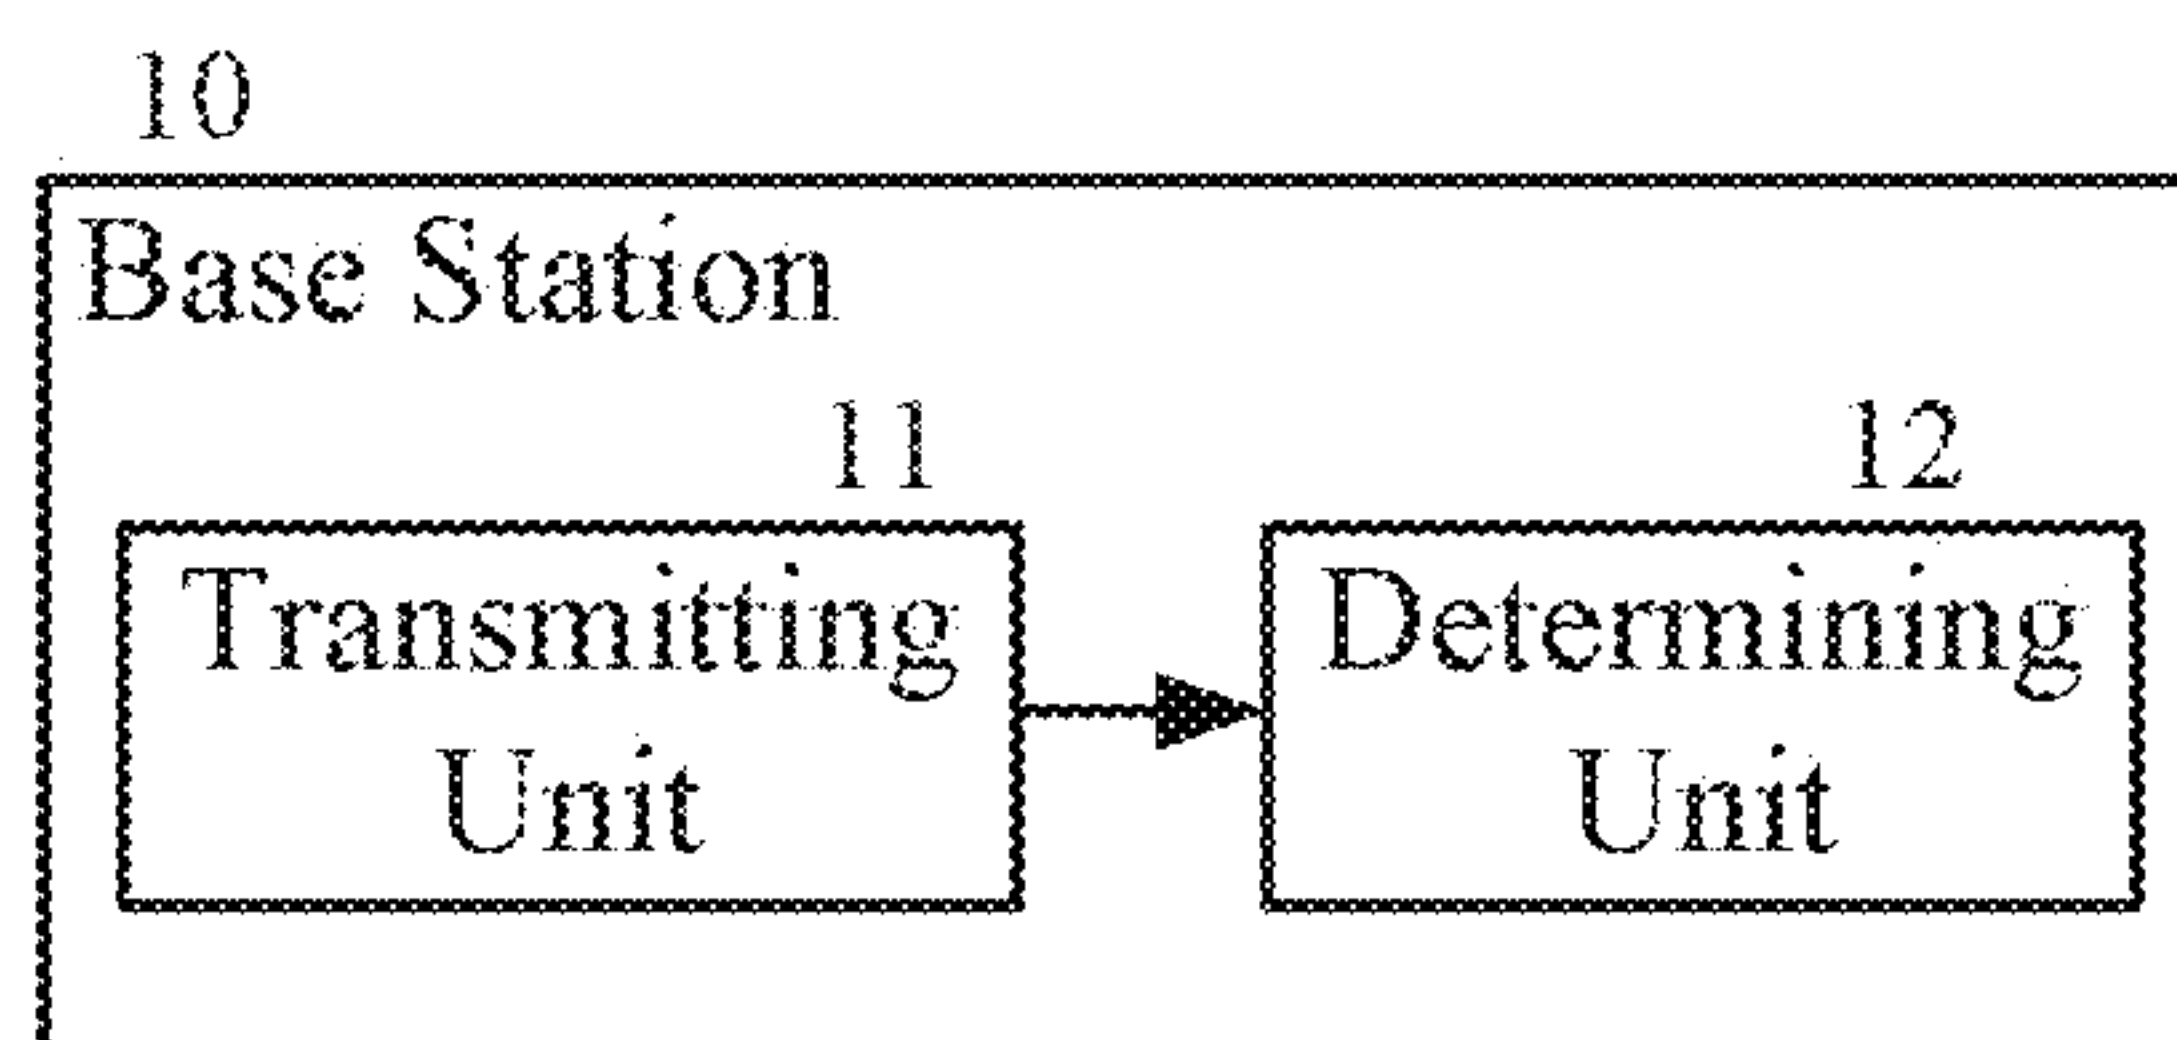 10
Base Station
11
12
Transmitting
Unit
Determining
Unit